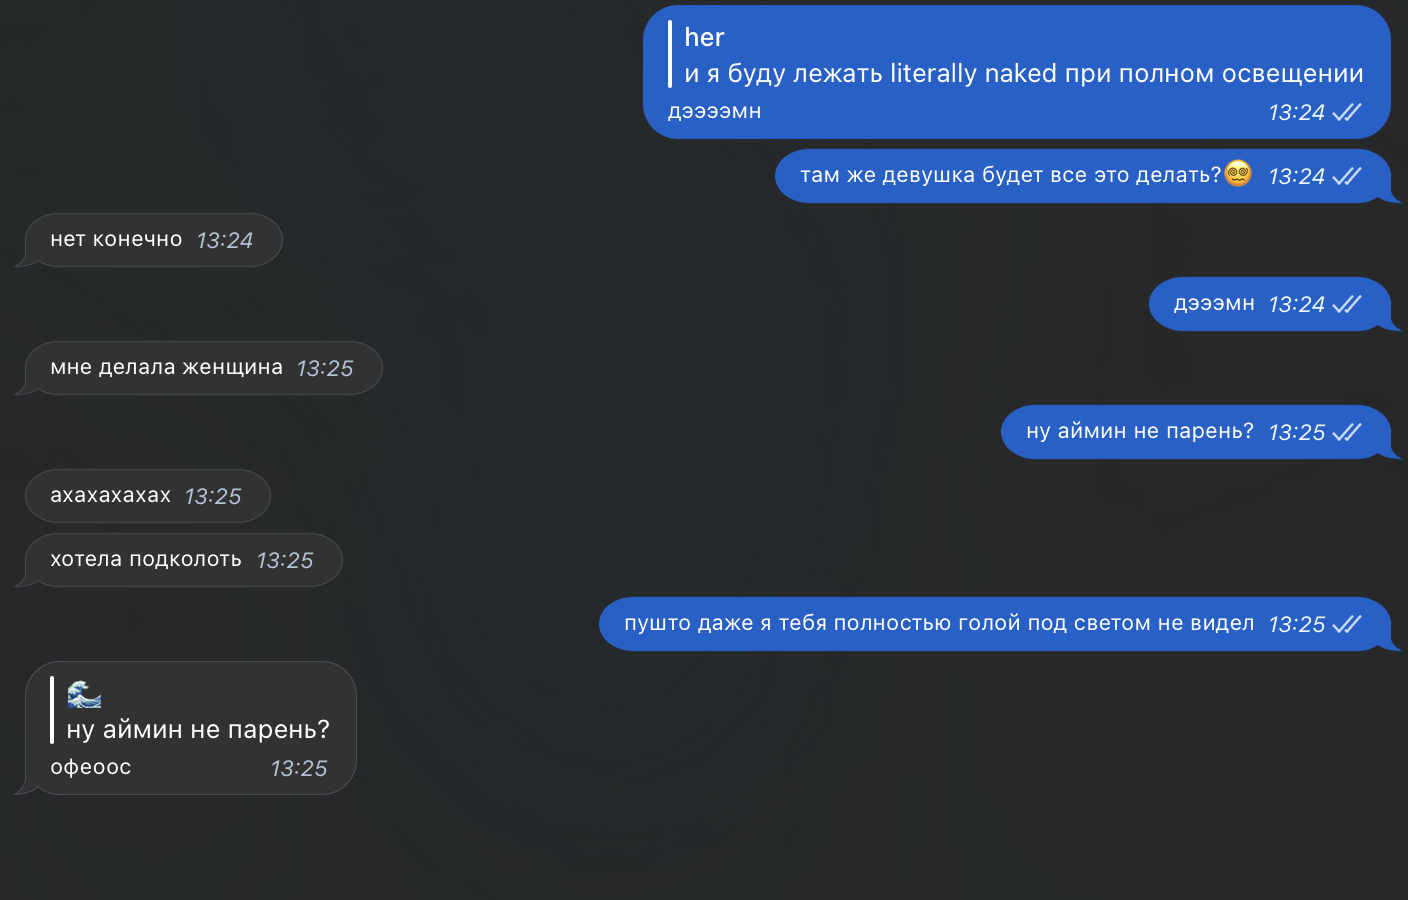 her
и я буду лежать literally naked при полном освещении
дээээмн 13:24
там же девушка будет все это делать?😵‍💫 13:24
нет конечно 13:24
дэээмн 13:24
мне делала женщина 13:25
ну аймин не парень? 13:25
ахахахахах 13:25
хотела подколоть 13:25
пушто даже я тебя полностью голой под светом не видел 13:25
🌊
ну аймин не парень?
офеоос 13:25